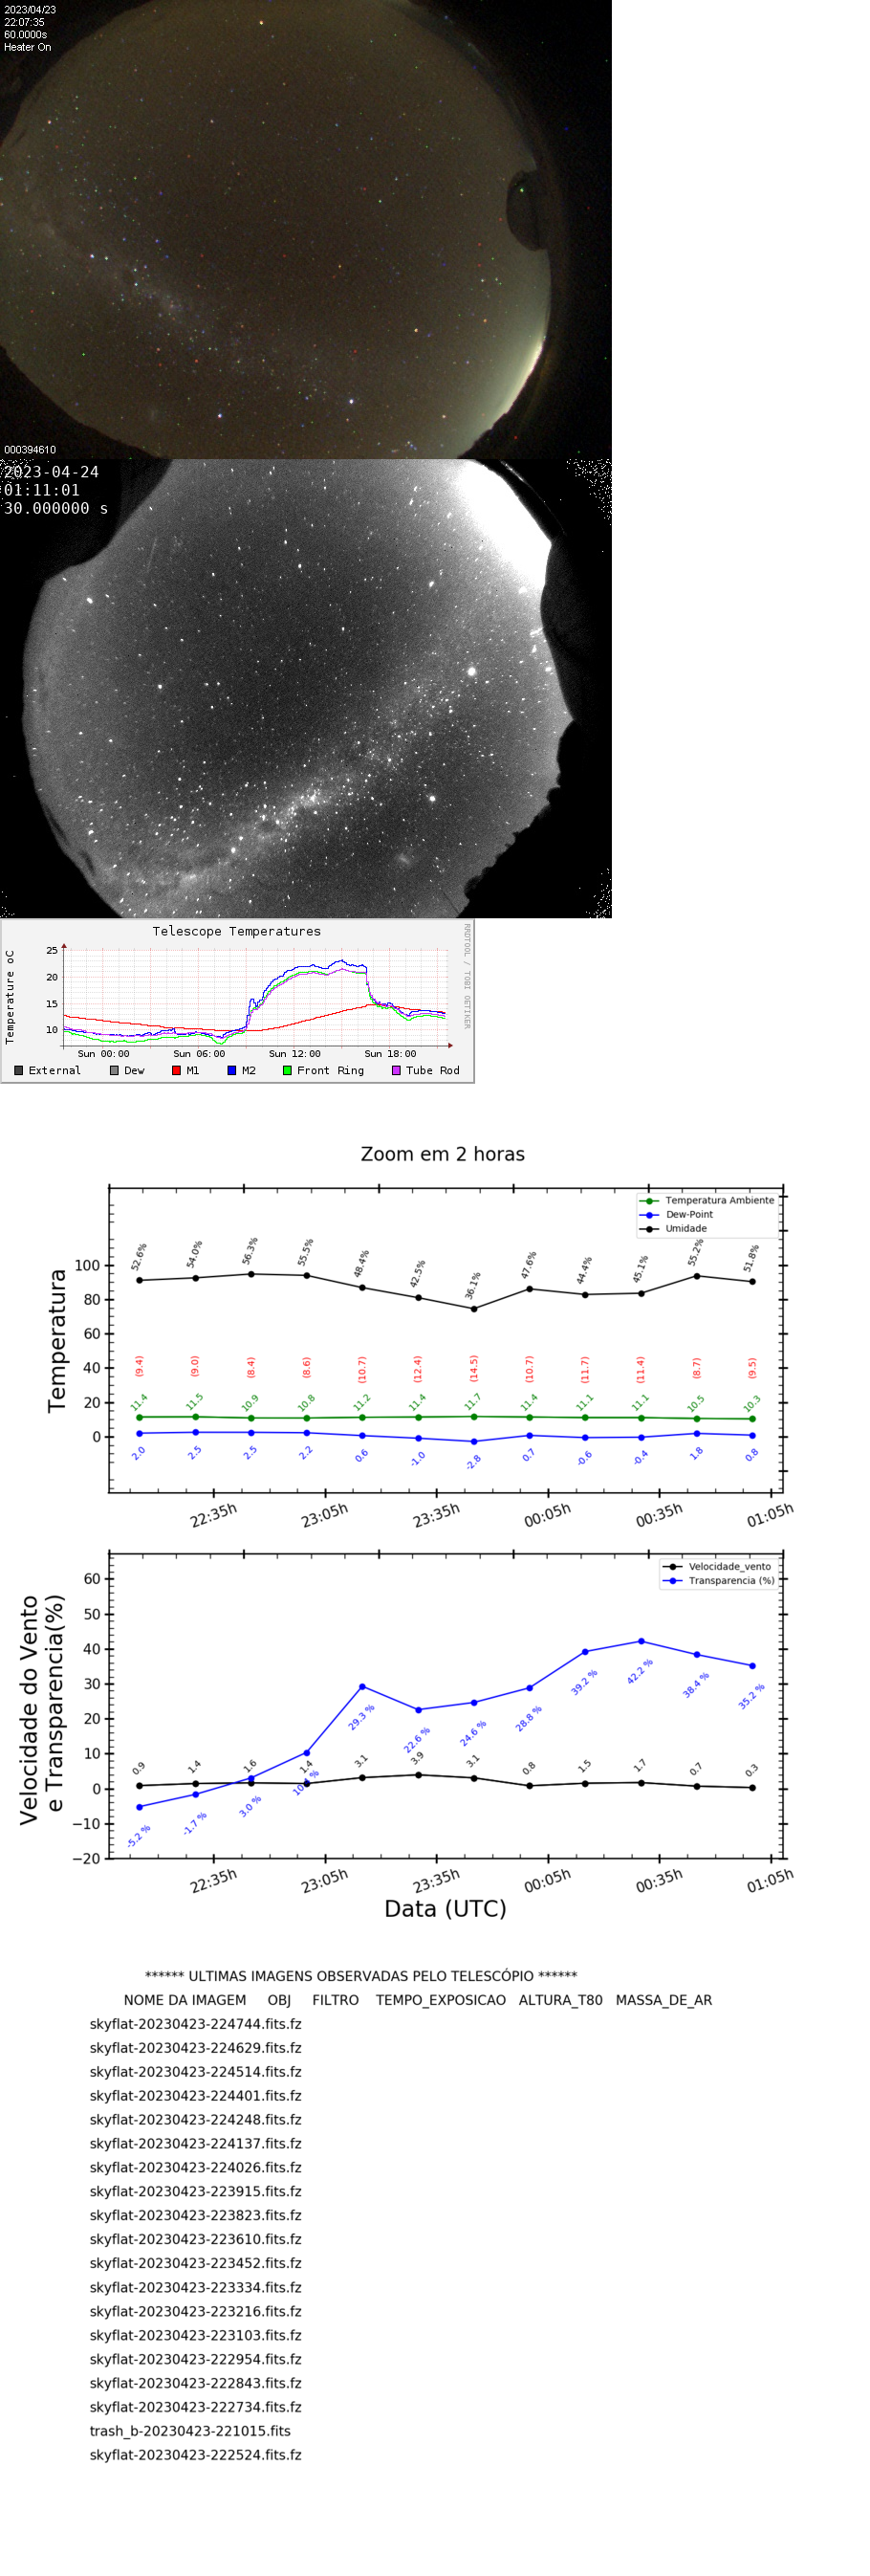 2023/04/23
22:07:35
60.0000s
Heater On
000394610
2023-04-24
01:11:01
30.000000 s
Telescope Temperatures
RRDTOOL / TOBI OETIKER
Temperature oC
25
20
15
10
Sun 00:00 Sun 06:00 Sun 12:00 Sun 18:00
External Dew M1 M2 Front Ring Tube Rod
Zoom em 2 horas
Temperatura Ambiente
Dew-Point
Umidade
Temperatura
100
80
60
40
20
0
52.6% 54.0% 56.3% 55.5% 48.4% 42.5% 36.1% 47.6% 44.4% 45.1% 55.2% 51.8%
(9.4) (9.0) (8.4) (8.6) (10.7) (12.4) (14.5) (10.7) (11.7) (11.4) (8.7) (9.5)
11.4 11.5 10.9 10.8 11.2 11.4 11.7 11.4 11.1 11.1 10.5 10.3
2.0 2.5 2.5 2.2 0.6 -1.0 -2.8 0.7 -0.6 -0.4 1.8 0.8
22:35h 23:05h 23:35h 00:05h 00:35h 01:05h
Velocidade_vento
Transparencia (%)
Velocidade do Vento
e Transparencia(%)
60
50
40
30
20
10
0
−10
−20
0.9 1.4 1.6 1.4 3.1 3.9 3.1 0.8 1.5 1.7 0.7 0.3
-5.2 % -1.7 % 3.0 % 29.3 % 22.6 % 24.6 % 28.8 % 39.2 % 42.2 % 38.4 % 35.2 %
22:35h 23:05h 23:35h 00:05h 00:35h 01:05h
Data (UTC)
****** ULTIMAS IMAGENS OBSERVADAS PELO TELESCÓPIO ******
NOME DA IMAGEM OBJ FILTRO TEMPO_EXPOSICAO ALTURA_T80 MASSA_DE_AR
skyflat-20230423-224744.fits.fz
skyflat-20230423-224629.fits.fz
skyflat-20230423-224514.fits.fz
skyflat-20230423-224401.fits.fz
skyflat-20230423-224248.fits.fz
skyflat-20230423-224137.fits.fz
skyflat-20230423-224026.fits.fz
skyflat-20230423-223915.fits.fz
skyflat-20230423-223823.fits.fz
skyflat-20230423-223610.fits.fz
skyflat-20230423-223452.fits.fz
skyflat-20230423-223334.fits.fz
skyflat-20230423-223216.fits.fz
skyflat-20230423-223103.fits.fz
skyflat-20230423-222954.fits.fz
skyflat-20230423-222843.fits.fz
skyflat-20230423-222734.fits.fz
trash_b-20230423-221015.fits
skyflat-20230423-222524.fits.fz